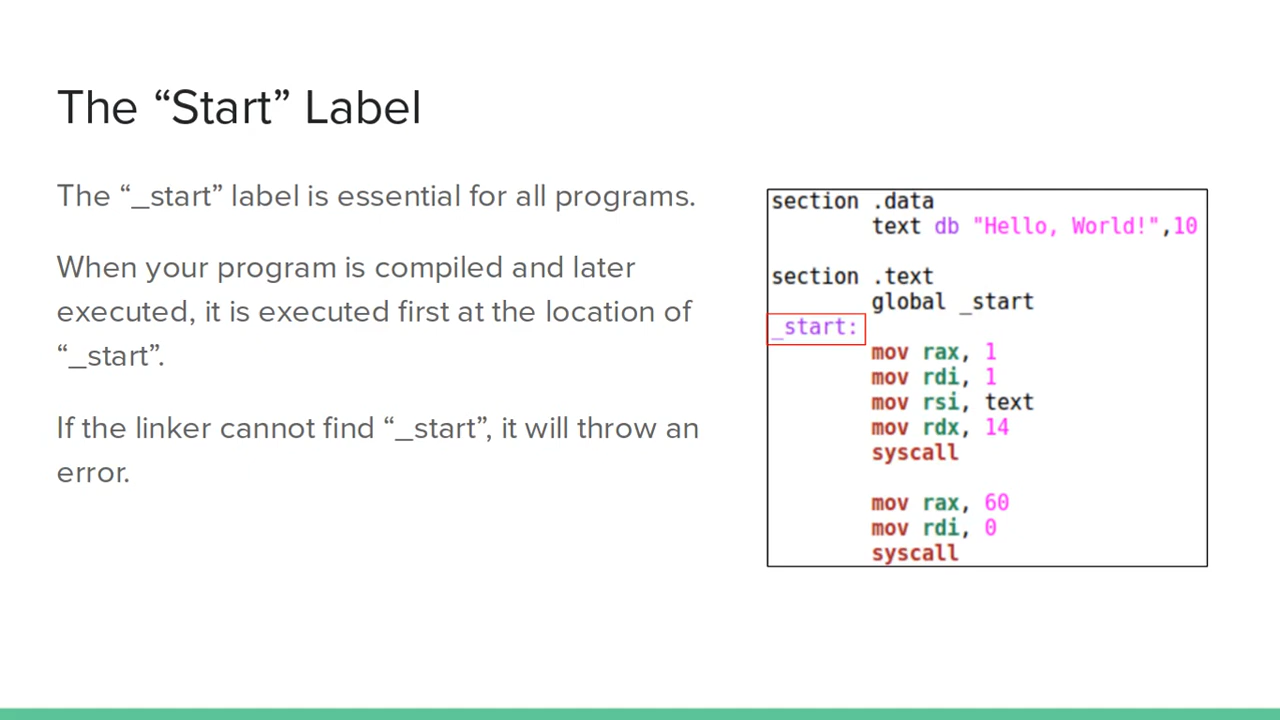 The “Start” Label
The “_start” label is essential for all programs.
When your program is compiled and later
executed, it is executed first at the location of
“_start”.
If the linker cannot find “_start”, it will throw an
error.
section .data
        text db "Hello, World!",10

section .text
        global _start
_start:
        mov rax, 1
        mov rdi, 1
        mov rsi, text
        mov rdx, 14
        syscall

        mov rax, 60
        mov rdi, 0
        syscall